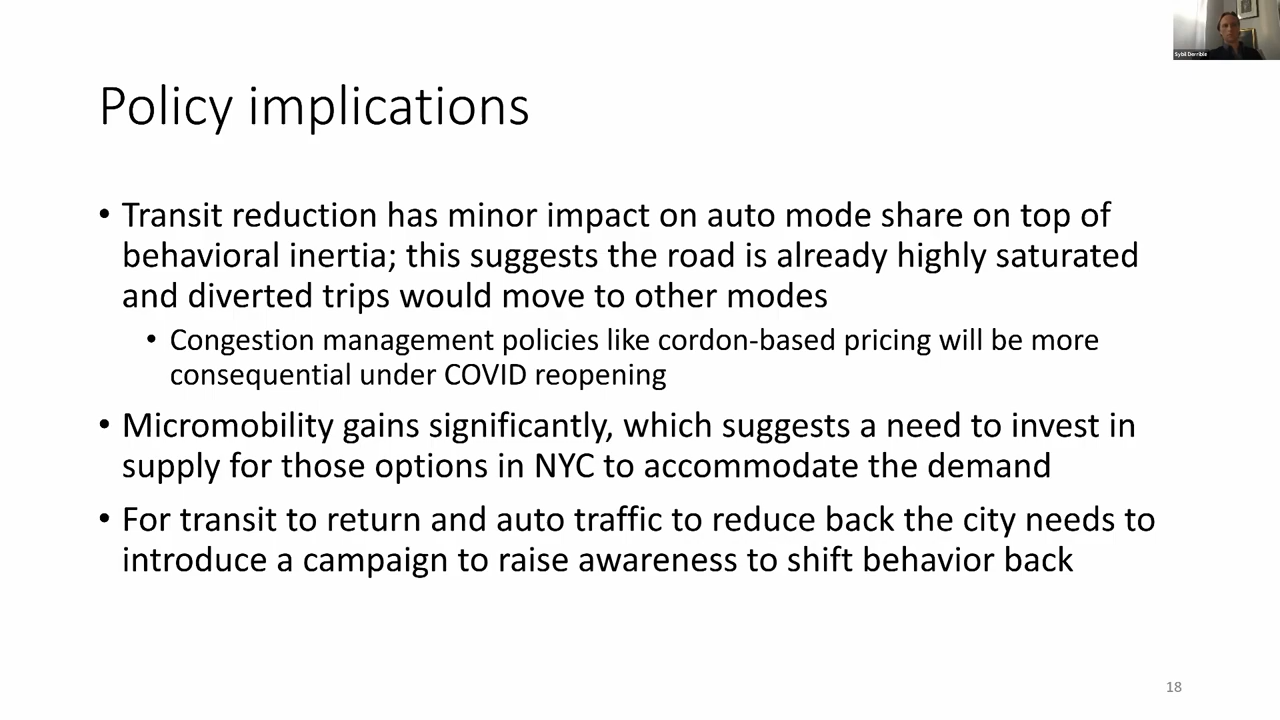 Sybil Derrible
Policy implications
• Transit reduction has minor impact on auto mode share on top of
behavioral inertia; this suggests the road is already highly saturated
and diverted trips would move to other modes
• Congestion management policies like cordon-based pricing will be more
consequential under COVID reopening
• Micromobility gains significantly, which suggests a need to invest in
supply for those options in NYC to accommodate the demand
• For transit to return and auto traffic to reduce back the city needs to
introduce a campaign to raise awareness to shift behavior back
18